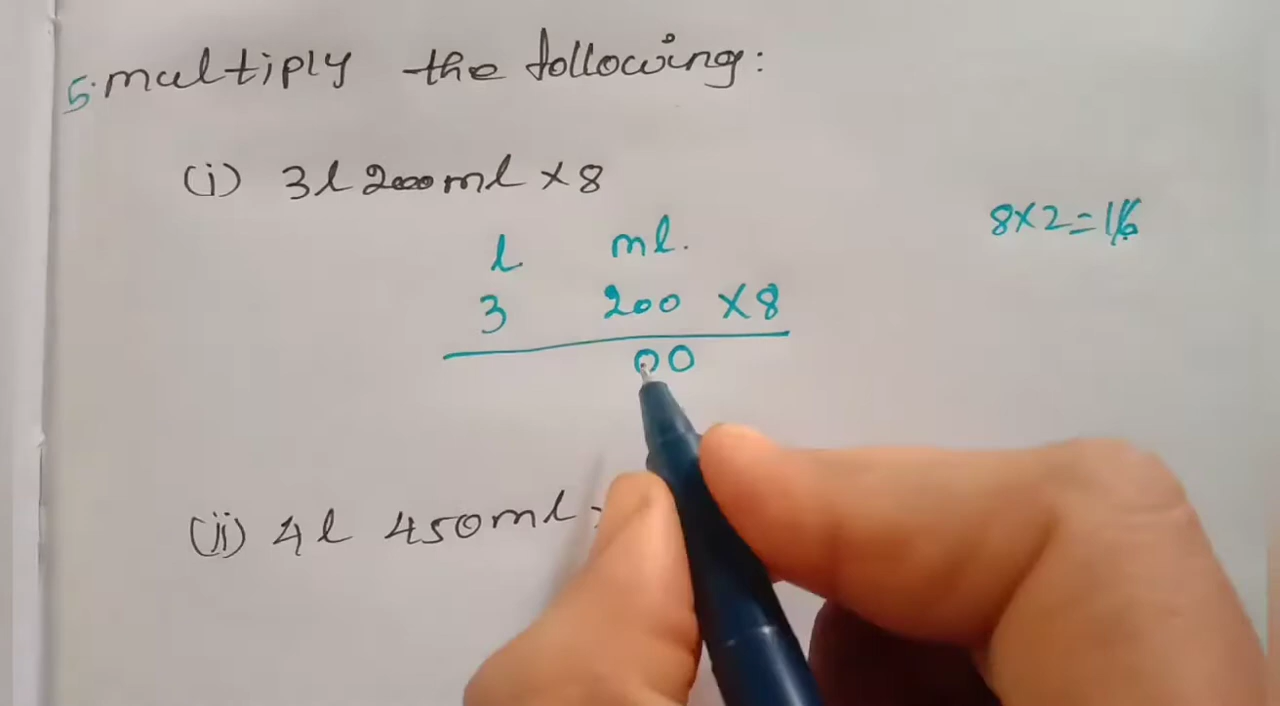 5. multiply the following:
(i) 3l 200ml × 8
8×2=16
l ml.
3 200 ×8
00
(ii) 4l 450ml